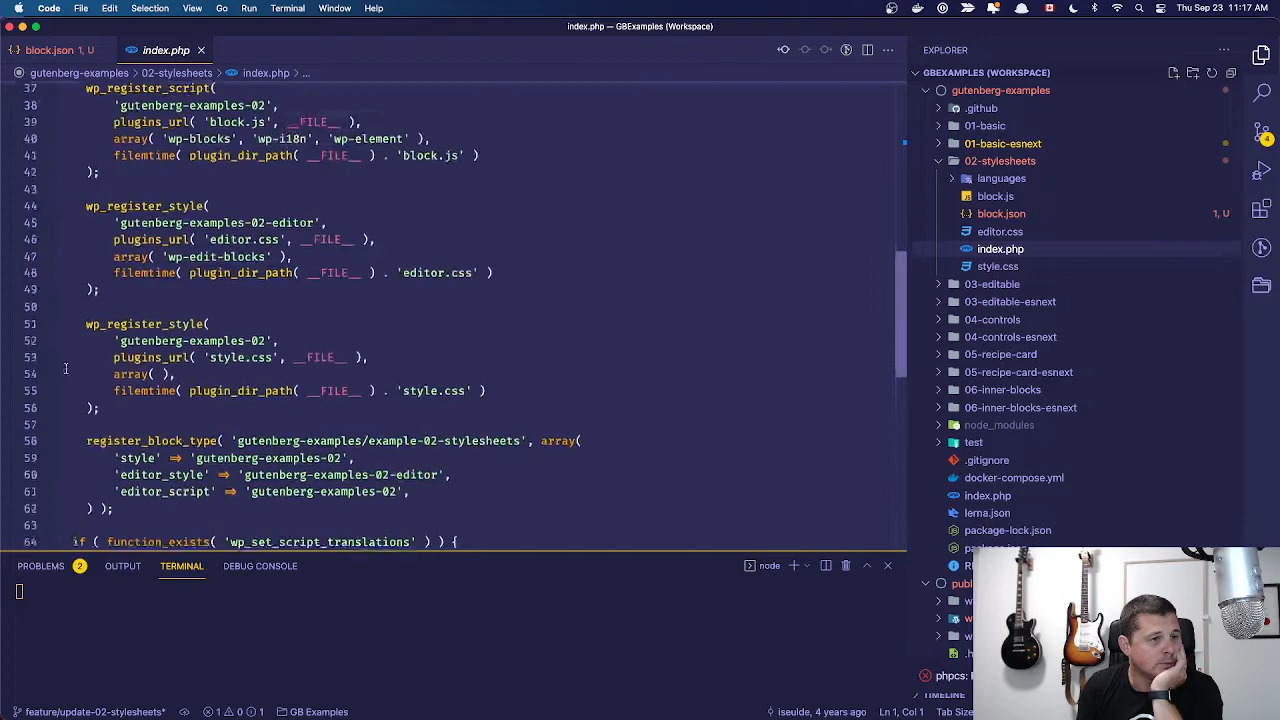 Code File Edit Selection View Go Run Terminal Window Help Thu Sep 23 11:17 AM
index.php — GBExamples (Workspace)
block.json 1, U index.php
EXPLORER
gutenberg-examples › 02-stylesheets › index.php › ...
GBEXAMPLES (WORKSPACE)
37 wp_register_script(
38 'gutenberg-examples-02',
39 plugins_url( 'block.js', __FILE__ ),
40 array( 'wp-blocks', 'wp-i18n', 'wp-element' ),
41 filemtime( plugin_dir_path( __FILE__ ) . 'block.js' )
42 );
43
44 wp_register_style(
45 'gutenberg-examples-02-editor',
46 plugins_url( 'editor.css', __FILE__ ),
47 array( 'wp-edit-blocks' ),
48 filemtime( plugin_dir_path( __FILE__ ) . 'editor.css' )
49 );
50
51 wp_register_style(
52 'gutenberg-examples-02',
53 plugins_url( 'style.css', __FILE__ ),
54 array( ),
55 filemtime( plugin_dir_path( __FILE__ ) . 'style.css' )
56 );
57
58 register_block_type( 'gutenberg-examples/example-02-stylesheets', array(
59 'style' => 'gutenberg-examples-02',
60 'editor_style' => 'gutenberg-examples-02-editor',
61 'editor_script' => 'gutenberg-examples-02',
62 ) );
63
64 if ( function_exists( 'wp_set_script_translations' ) ) {
gutenberg-examples
.github
01-basic
01-basic-esnext
02-stylesheets
languages
block.js
block.json 1, U
editor.css
index.php
style.css
03-editable
03-editable-esnext
04-controls
04-controls-esnext
05-recipe-card
05-recipe-card-esnext
06-inner-blocks
06-inner-blocks-esnext
node_modules
test
.gitignore
docker-compose.yml
index.php
lerna.json
package-lock.json
4
PROBLEMS 2 OUTPUT TERMINAL DEBUG CONSOLE node
TIMELINE
feature/update-02-stylesheets* 1 0 1 GB Examples iseulde, 4 years ago Ln 1, Col 1